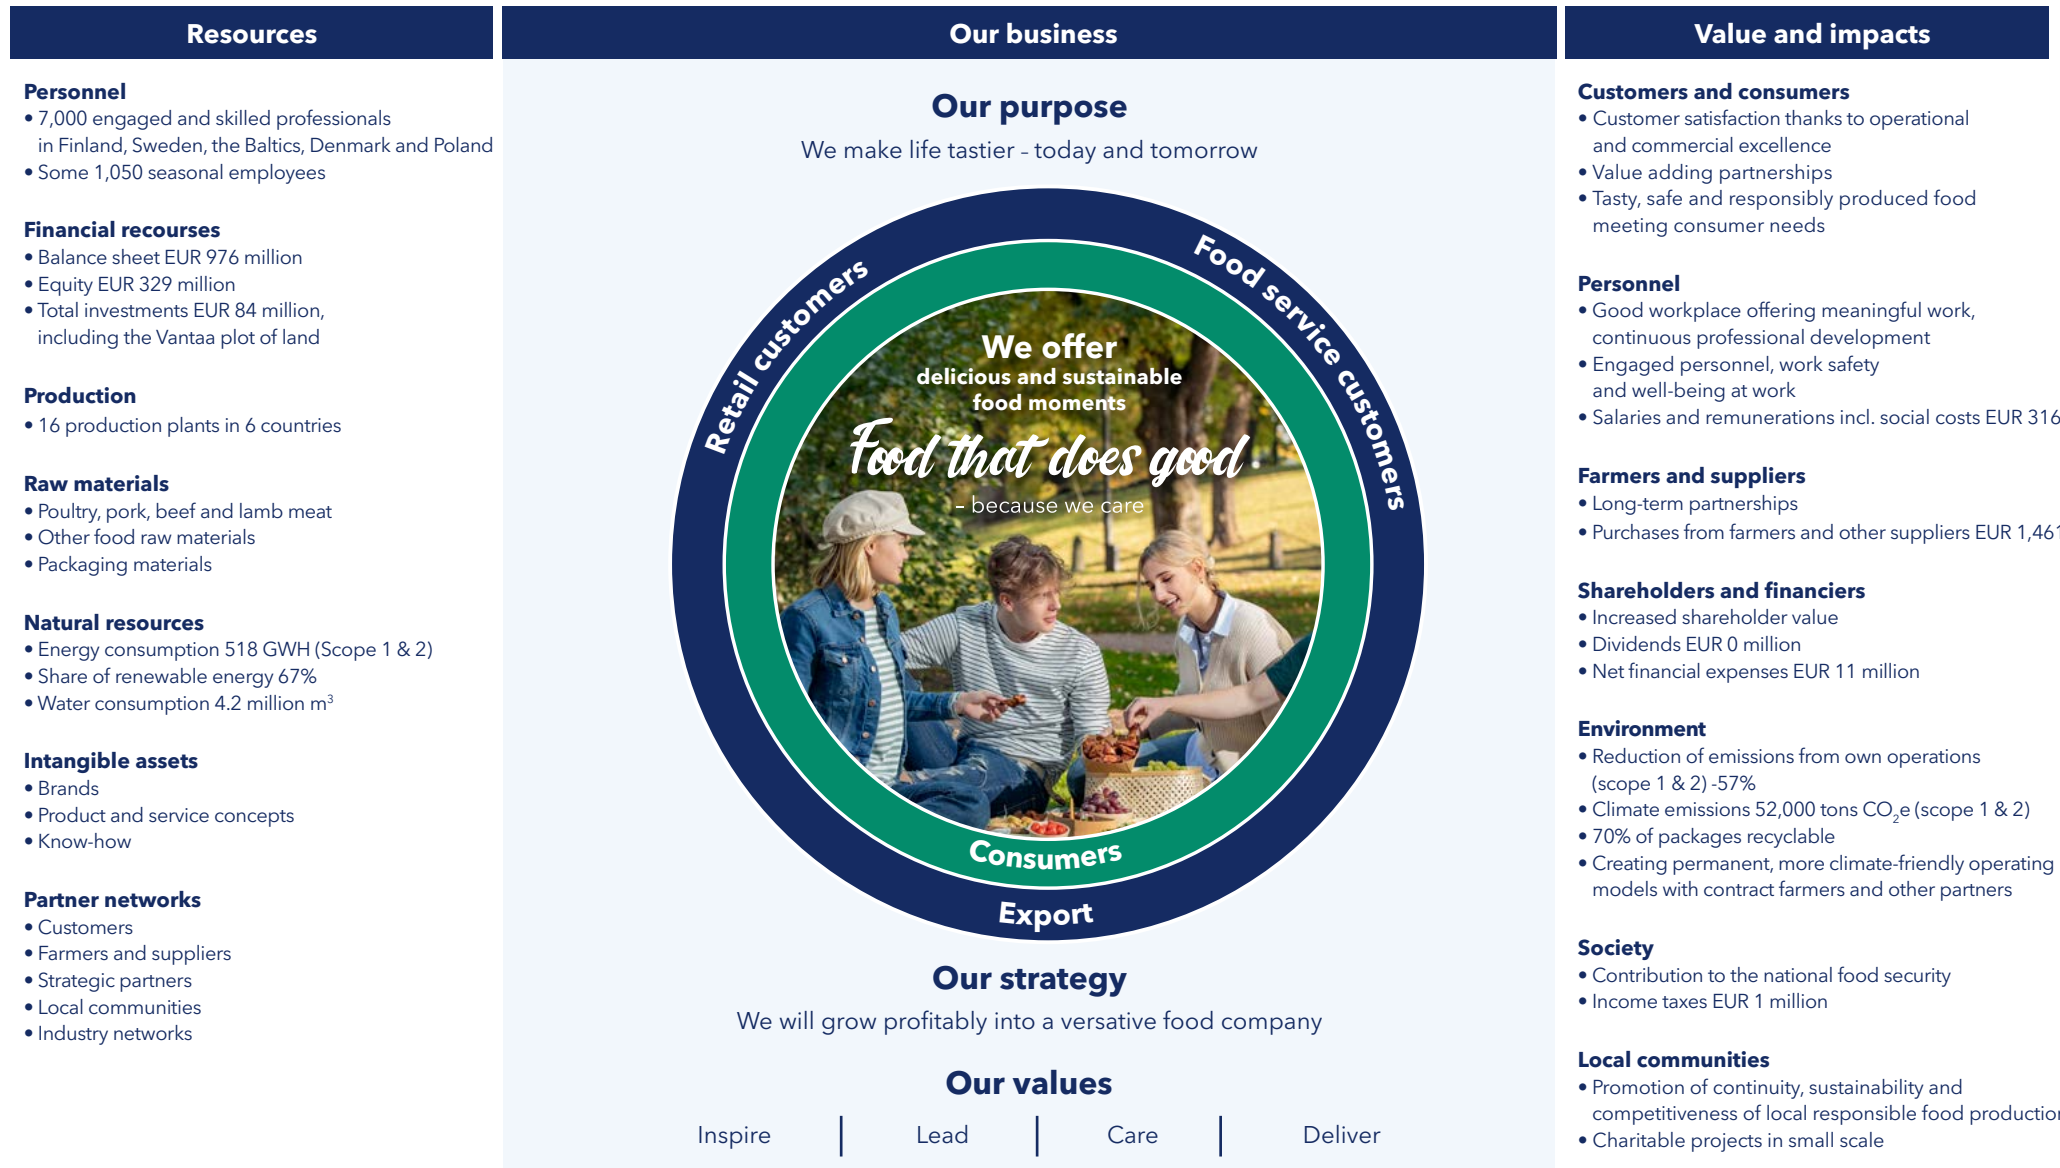 Resources
Personnel
• 7,000 engaged and skilled professionals
in Finland, Sweden, the Baltics, Denmark and Poland
• Some 1,050 seasonal employees
Financial recourses
• Balance sheet EUR 976 million
• Equity EUR 329 million
• Total investments EUR 84 million,
including the Vantaa plot of land
Production
• 16 production plants in 6 countries
Raw materials
• Poultry, pork, beef and lamb meat
• Other food raw materials
• Packaging materials
Natural resources
• Energy consumption 518 GWH (Scope 1 & 2)
• Share of renewable energy 67%
• Water consumption 4.2 million m³
Intangible assets
• Brands
• Product and service concepts
• Know-how
Partner networks
• Customers
• Farmers and suppliers
• Strategic partners
• Local communities
• Industry networks
Our business
Our purpose
We make life tastier – today and tomorrow
Retail customers
Food service customers
We offer
delicious and sustainable
food moments
Food that does good
– because we care
Consumers
Export
Our strategy
We will grow profitably into a versative food company
Our values
Inspire
Lead
Care
Deliver
Value and impacts
Customers and consumers
• Customer satisfaction thanks to operational
and commercial excellence
• Value adding partnerships
• Tasty, safe and responsibly produced food
meeting consumer needs
Personnel
• Good workplace offering meaningful work,
continuous professional development
• Engaged personnel, work safety
and well-being at work
• Salaries and remunerations incl. social costs EUR 316
Farmers and suppliers
• Long-term partnerships
• Purchases from farmers and other suppliers EUR 1,461
Shareholders and financiers
• Increased shareholder value
• Dividends EUR 0 million
• Net financial expenses EUR 11 million
Environment
• Reduction of emissions from own operations
(scope 1 & 2) -57%
• Climate emissions 52,000 tons CO₂e (scope 1 & 2)
• 70% of packages recyclable
• Creating permanent, more climate-friendly operating
models with contract farmers and other partners
Society
• Contribution to the national food security
• Income taxes EUR 1 million
Local communities
• Promotion of continuity, sustainability and
competitiveness of local responsible food production
• Charitable projects in small scale